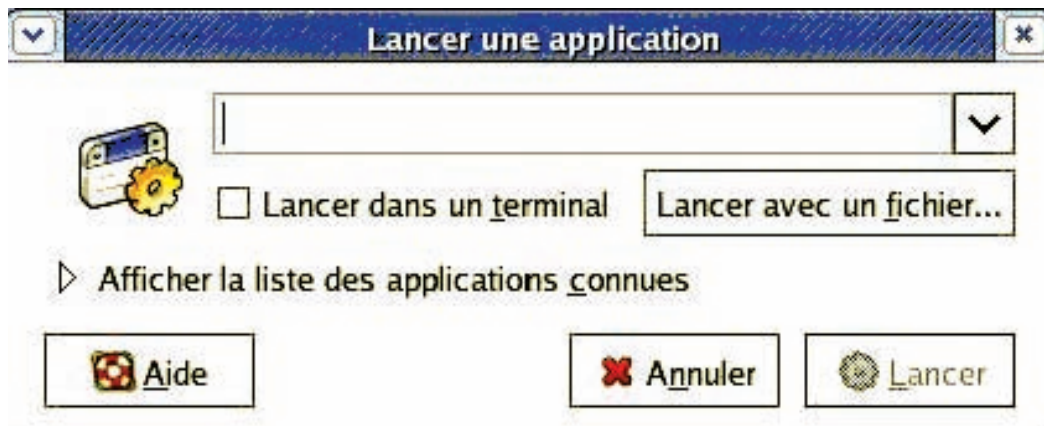 Lancer une application
Lancer dans un terminal
Lancer avec un fichier...
Afficher la liste des applications connues
Aide
Annuler
Lancer